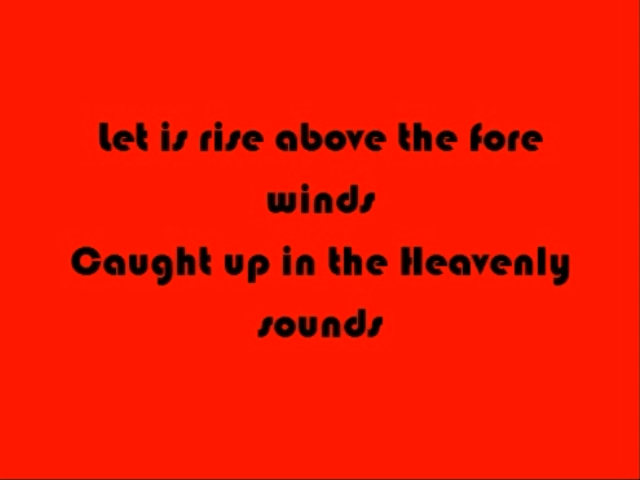 Let is rise above the fore
winds
Caught up in the Heavenly
sounds